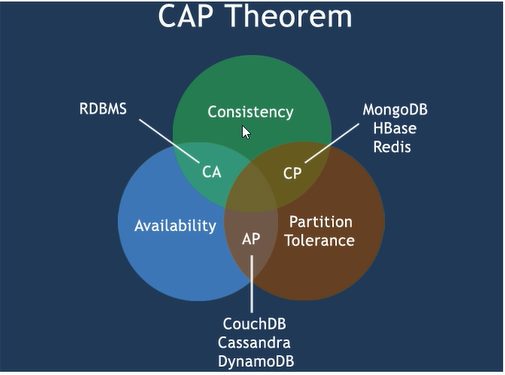 CAP Theorem
RDBMS
Consistency
MongoDB
HBase
Redis
CA
CP
Availability
Partition
Tolerance
AP
CouchDB
Cassandra
DynamoDB